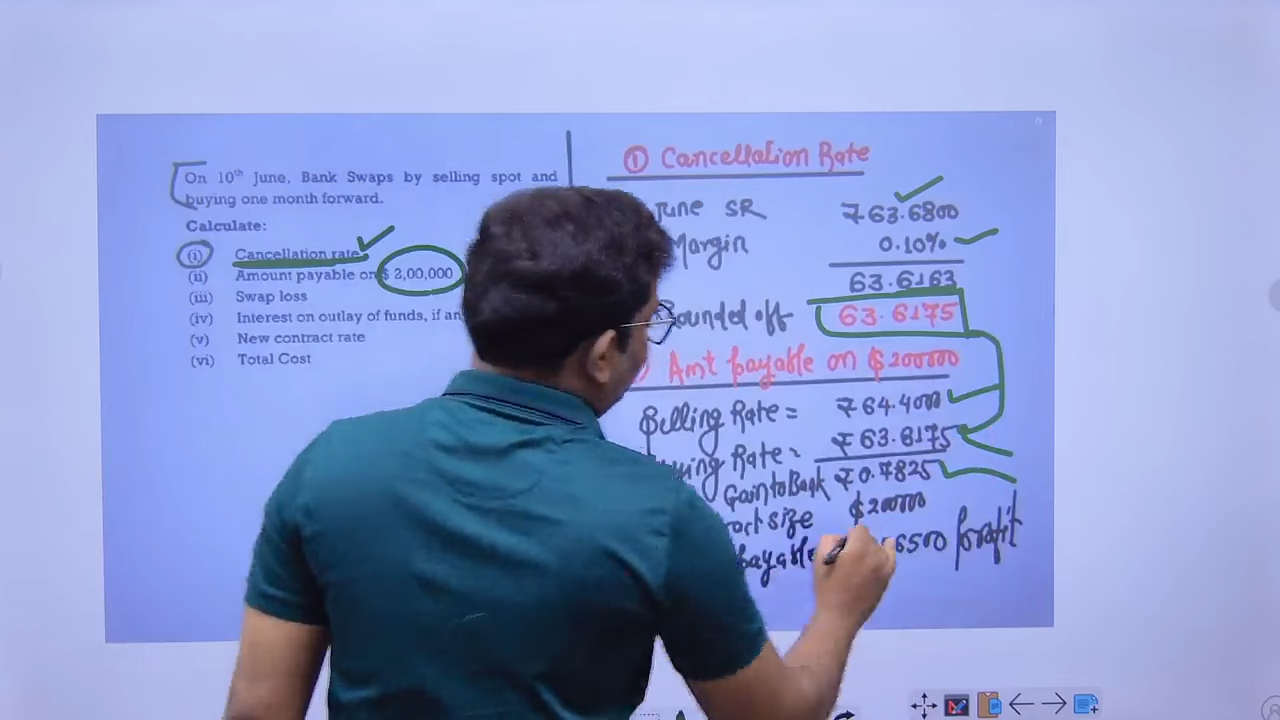 On 10th June, Bank Swaps by selling spot and
buying one month forward.
Calculate:
(i) Cancellation rate
(ii) Amount payable on $ 2,00,000
(iii) Swap loss
(iv) Interest on outlay of funds, if
(v) New contract rate
(vi) Total Cost
① Cancellation Rate
June SR ₹63.6800
Margin 0.10%
63.6163
Rounded off 63.6175
Amt payable on $200000
Selling Rate = ₹64.4000
Rate = ₹63.6175
Gain to Bank ₹0.7825
size $200000
payable 6500 profit